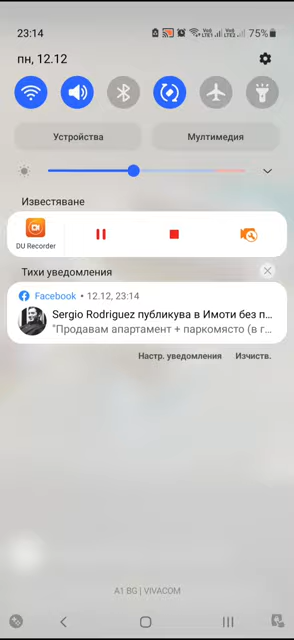 23:14
75%
пн, 12.12
Устройства
Мултимедия
Известяване
DU Recorder
Тихи уведомления
Facebook • 12.12, 23:14
Sergio Rodriguez публикува в Имоти без п...
"Продавам апартамент + паркомясто (в г...
Настр. уведомления
Изчиств.
A1 BG | VIVACOM